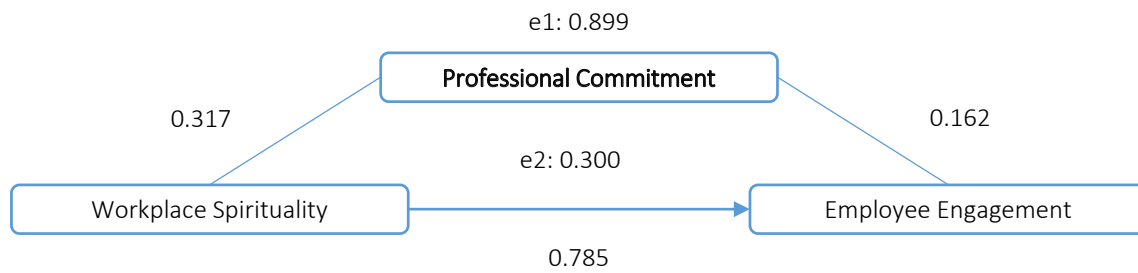 e1: 0.899
Professional Commitment
0.317
0.162
e2: 0.300
Workplace Spirituality
Employee Engagement
0.785